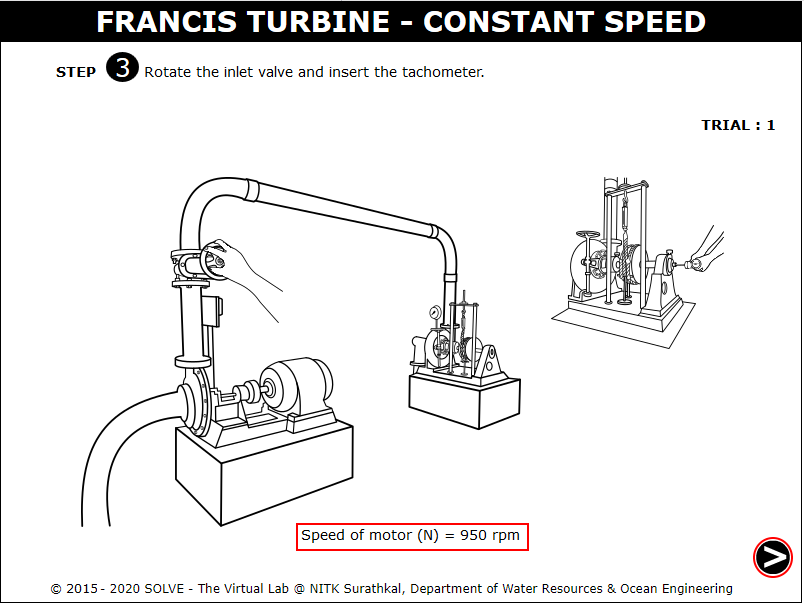 FRANCIS TURBINE - CONSTANT SPEED
STEP 3 Rotate the inlet valve and insert the tachometer.
TRIAL : 1
Speed of motor (N) = 950 rpm
© 2015 - 2020 SOLVE - The Virtual Lab @ NITK Surathkal, Department of Water Resources & Ocean Engineering